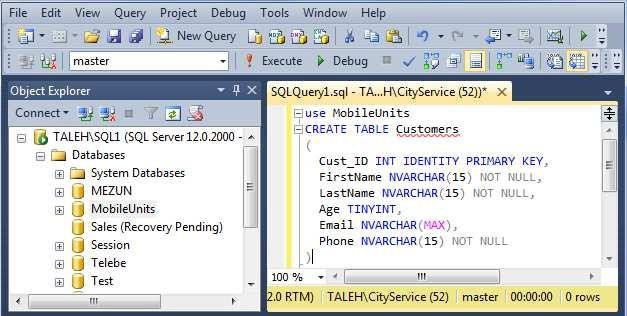 File Edit View Query Project Debug Tools Window Help
New Query
master Execute Debug
Object Explorer
Connect
TALEH\SQL1 (SQL Server 12.0.2000 -
Databases
System Databases
MEZUN
MobileUnits
Sales (Recovery Pending)
Session
Telebe
Test
SQLQuery1.sql - TA...H\CityService (52))*
use MobileUnits
CREATE TABLE Customers
(
Cust_ID INT IDENTITY PRIMARY KEY,
FirstName NVARCHAR(15) NOT NULL,
LastName NVARCHAR(15) NOT NULL,
Age TINYINT,
Email NVARCHAR(MAX),
Phone NVARCHAR(15) NOT NULL
)
100 %
2.0 RTM) TALEH\CityService (52) master 00:00:00 0 rows